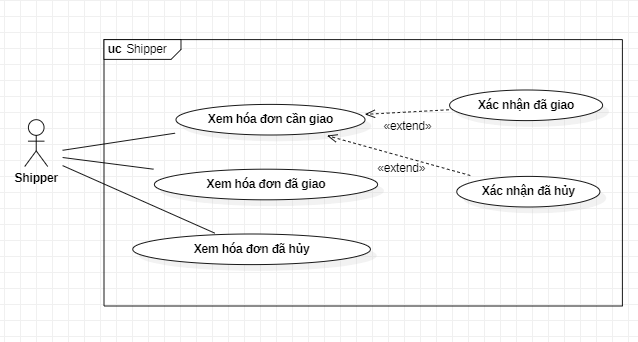 uc Shipper
Xem hóa đơn cần giao
Xác nhận đã giao
«extend»
Shipper
Xem hóa đơn đã giao
«extend»
Xác nhận đã hủy
Xem hóa đơn đã hủy